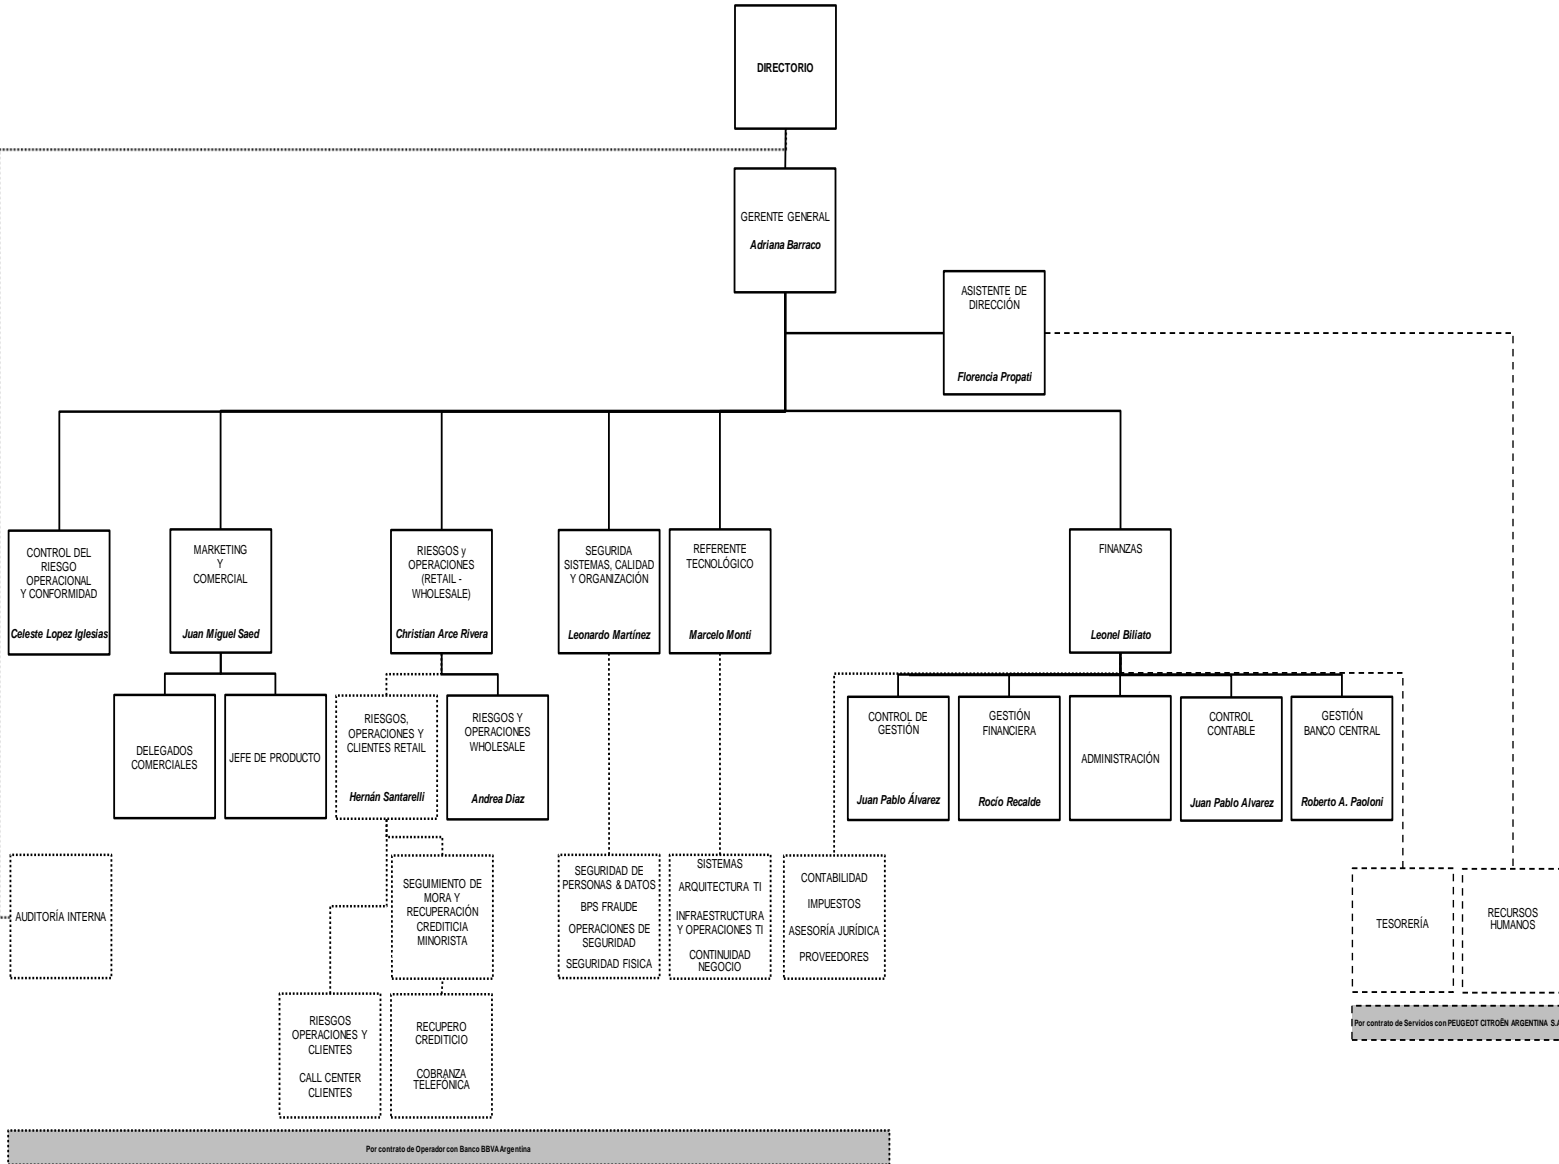 DIRECTORIO
GERENTE GENERAL
Adriana Barraco
ASISTENTE DE
DIRECCIÓN
Florencia Propati
CONTROL DEL
RIESGO
OPERACIONAL
Y CONFORMIDAD
Celeste Lopez Iglesias
MARKETING
Y
COMERCIAL
Juan Miguel Saed
RIESGOS y
OPERACIONES
(RETAIL -
WHOLESALE)
Christian Arce Rivera
SEGURIDA
SISTEMAS, CALIDAD
Y ORGANIZACIÓN
Leonardo Martínez
REFERENTE
TECNOLÓGICO
Marcelo Monti
FINANZAS
Leonel Biliato
DELEGADOS
COMERCIALES
JEFE DE PRODUCTO
RIESGOS,
OPERACIONES Y
CLIENTES RETAIL
Hernán Santarelli
RIESGOS Y
OPERACIONES
WHOLESALE
Andrea Diaz
CONTROL DE
GESTIÓN
Juan Pablo Álvarez
GESTIÓN
FINANCIERA
Rocío Recalde
ADMINISTRACIÓN
CONTROL
CONTABLE
Juan Pablo Alvarez
GESTIÓN
BANCO CENTRAL
Roberto A. Paoloni
AUDITORÍA INTERNA
SEGUIMIENTO DE
MORA Y
RECUPERACIÓN
CREDITICIA
MINORISTA
SEGURIDAD DE
PERSONAS & DATOS
BPS FRAUDE
OPERACIONES DE
SEGURIDAD
SEGURIDAD FISICA
SISTEMAS
ARQUITECTURA TI
INFRAESTRUCTURA
Y OPERACIONES TI
CONTINUIDAD
NEGOCIO
CONTABILIDAD
IMPUESTOS
ASESORÍA JURÍDICA
PROVEEDORES
TESORERÍA
RECURSOS
HUMANOS
Por contrato de Servicios con PEUGEOT CITROËN ARGENTINA S.A
RIESGOS
OPERACIONES Y
CLIENTES
CALL CENTER
CLIENTES
RECUPERO
CREDITICIO
COBRANZA
TELEFÓNICA
Por contrato de Operador con Banco BBVA Argentina